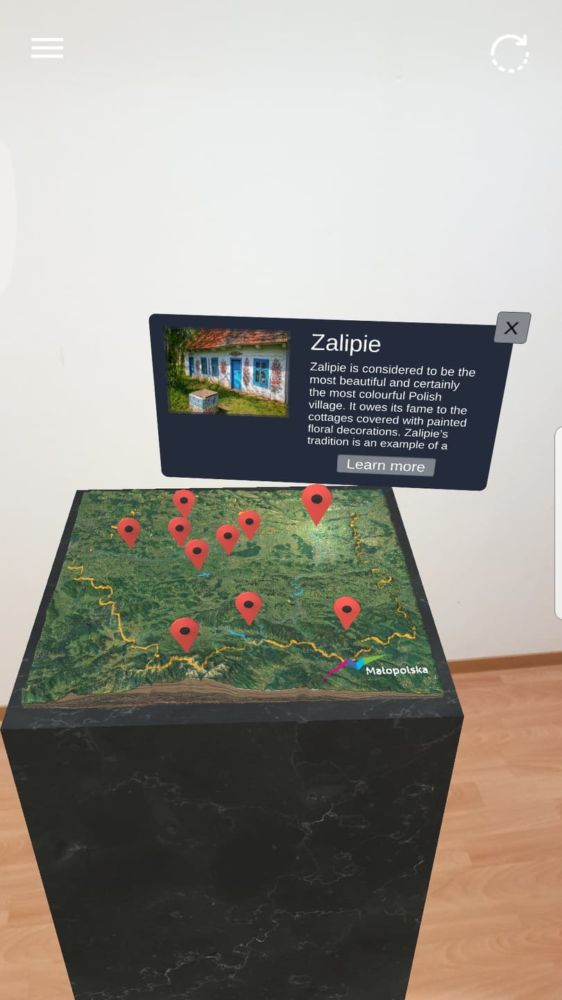 Zalipie
Zalipie is considered to be the
most beautiful and certainly
the most colourful Polish
village. It owes its fame to the
cottages covered with painted
floral decorations. Zalipie's
tradition is an example of a
Learn more
X
Małopolska